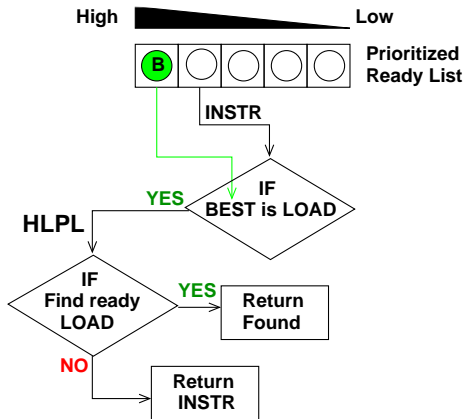 High
Low
Prioritized
Ready List
B
INSTR
IF
BEST is LOAD
YES
HLPL
IF
Find ready
LOAD
YES
Return
Found
NO
Return
INSTR